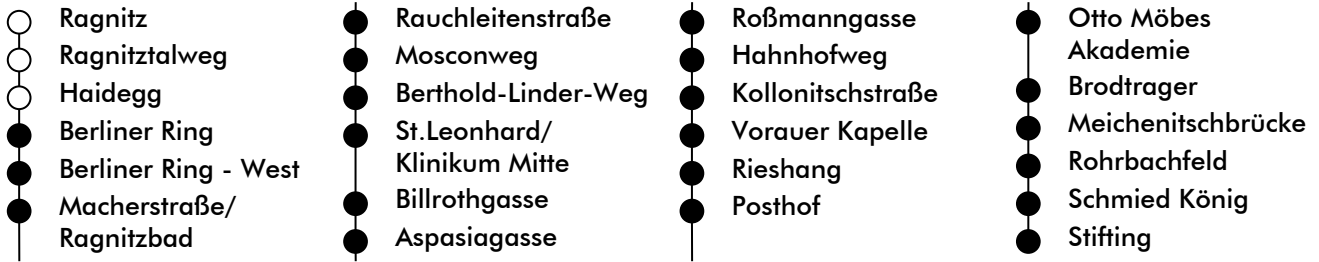 Ragnitz
Ragnitztalweg
Haidegg
Berliner Ring
Berliner Ring - West
Macherstraße/
Ragnitzbad
Rauchleitenstraße
Mosconweg
Berthold-Linder-Weg
St.Leonhard/
Klinikum Mitte
Billrothgasse
Aspasiagasse
Roßmanngasse
Hahnhofweg
Kollonitschstraße
Vorauer Kapelle
Rieshang
Posthof
Otto Möbes
Akademie
Brodtrager
Meichenitschbrücke
Rohrbachfeld
Schmied König
Stifting